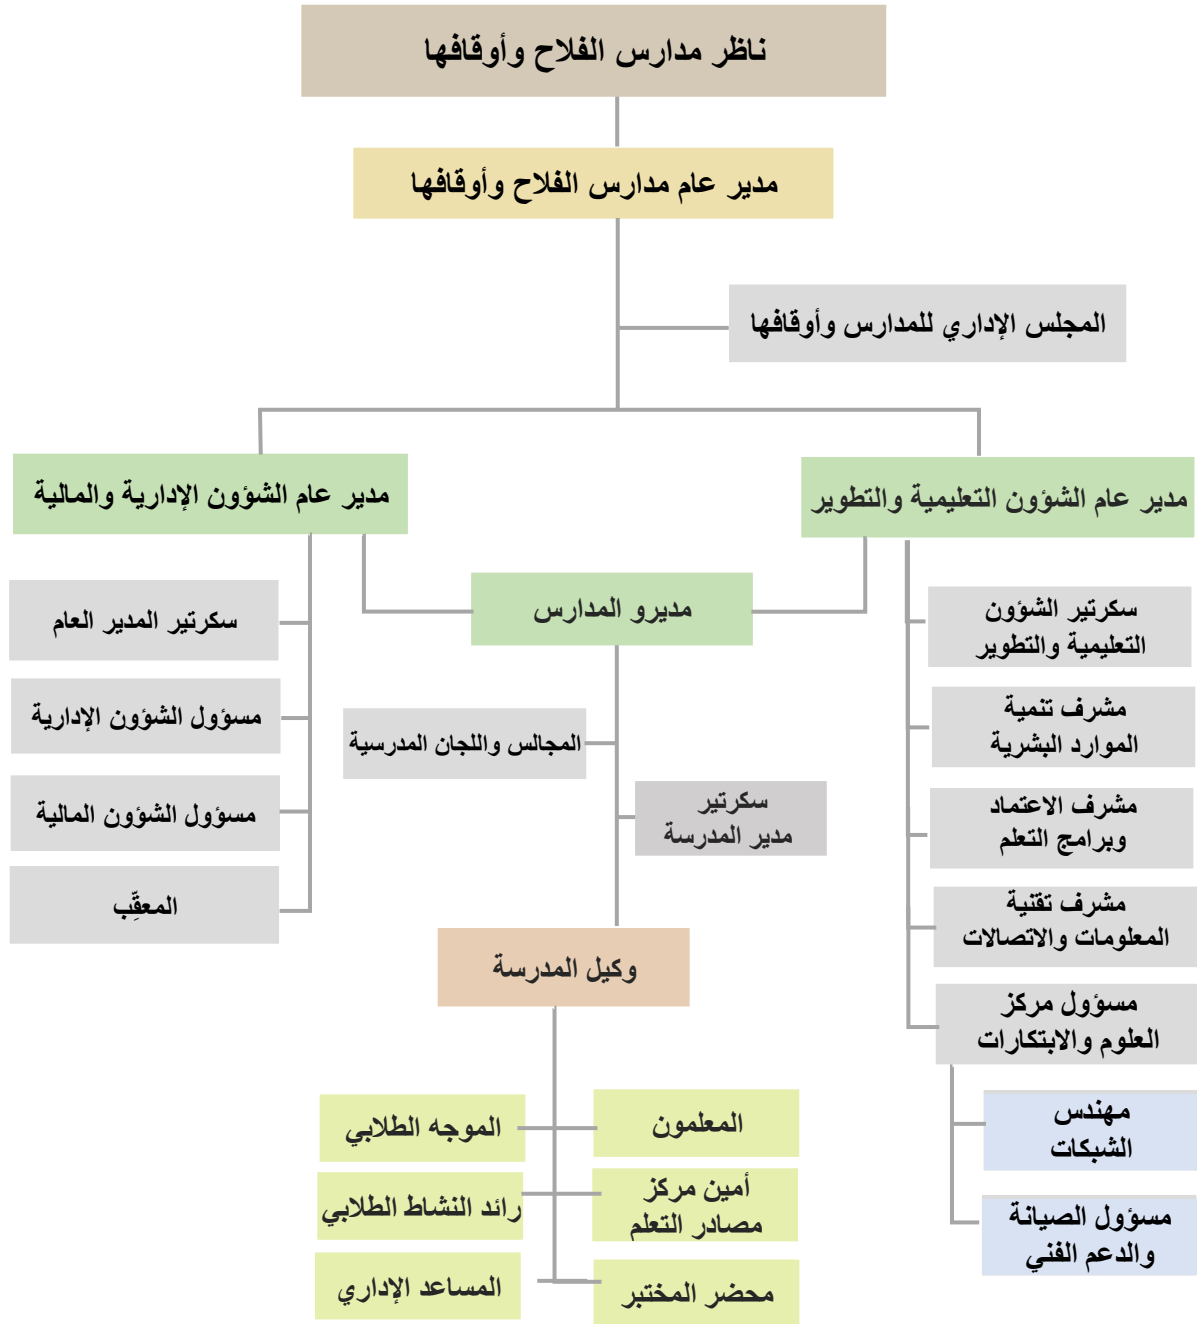 ناظر مدارس الفلاح وأوقافها
مدير عام مدارس الفلاح وأوقافها
المجلس الإداري للمدارس وأوقافها
مدير عام الشؤون التعليمية والتطوير
مدير عام الشؤون الإدارية والمالية
مديرو المدارس
سكرتير الشؤون
التعليمية والتطوير
مشرف تنمية
الموارد البشرية
مشرف الاعتماد
وبرامج التعلم
مشرف تقنية
المعلومات والاتصالات
مسؤول مركز
العلوم والابتكارات
مهندس
الشبكات
مسؤول الصيانة
والدعم الفني
سكرتير المدير العام
مسؤول الشؤون الإدارية
مسؤول الشؤون المالية
المعقِّب
المجالس واللجان المدرسية
سكرتير
مدير المدرسة
وكيل المدرسة
المعلمون
الموجه الطلابي
أمين مركز
مصادر التعلم
رائد النشاط الطلابي
محضر المختبر
المساعد الإداري